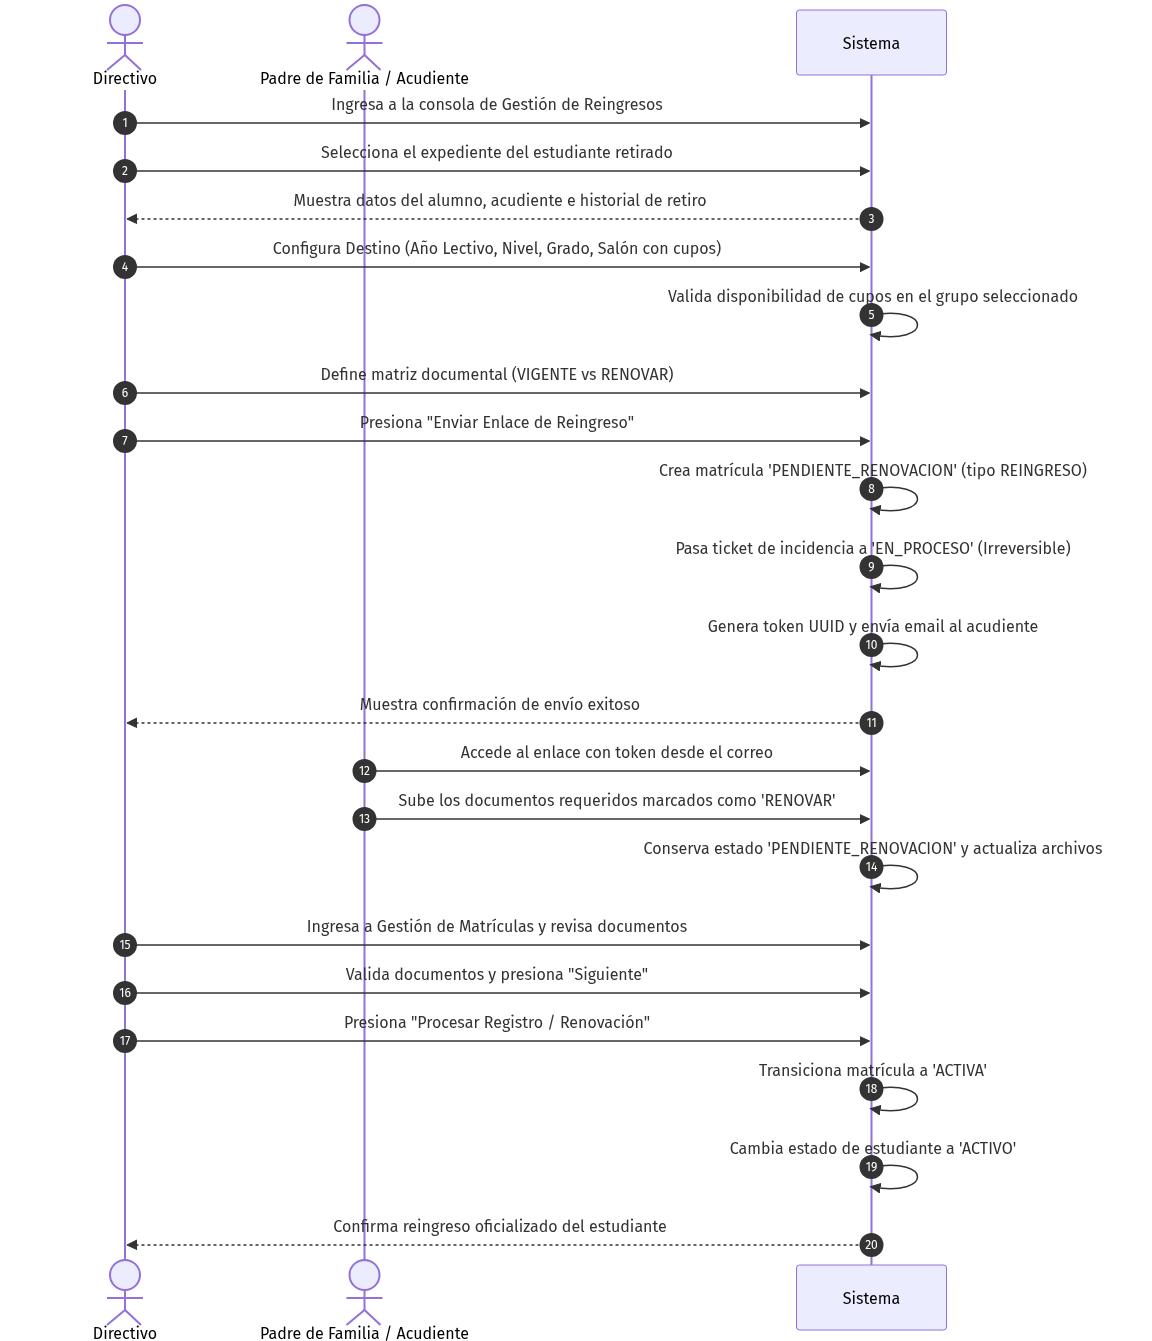 Directivo
Padre de Familia / Acudiente
Sistema
Ingresa a la consola de Gestión de Reingresos
1
Selecciona el expediente del estudiante retirado
2
Muestra datos del alumno, acudiente e historial de retiro
3
Configura Destino (Año Lectivo, Nivel, Grado, Salón con cupos)
4
Valida disponibilidad de cupos en el grupo seleccionado
5
Define matriz documental (VIGENTE vs RENOVAR)
6
Presiona "Enviar Enlace de Reingreso"
7
Crea matrícula 'PENDIENTE_RENOVACION' (tipo REINGRESO)
8
Pasa ticket de incidencia a 'EN_PROCESO' (Irreversible)
9
Genera token UUID y envía email al acudiente
10
Muestra confirmación de envío exitoso
11
Accede al enlace con token desde el correo
12
Sube los documentos requeridos marcados como 'RENOVAR'
13
Conserva estado 'PENDIENTE_RENOVACION' y actualiza archivos
14
Ingresa a Gestión de Matrículas y revisa documentos
15
Valida documentos y presiona "Siguiente"
16
Presiona "Procesar Registro / Renovación"
17
Transiciona matrícula a 'ACTIVA'
18
Cambia estado de estudiante a 'ACTIVO'
19
Confirma reingreso oficializado del estudiante
20
Directivo
Padre de Familia / Acudiente
Sistema